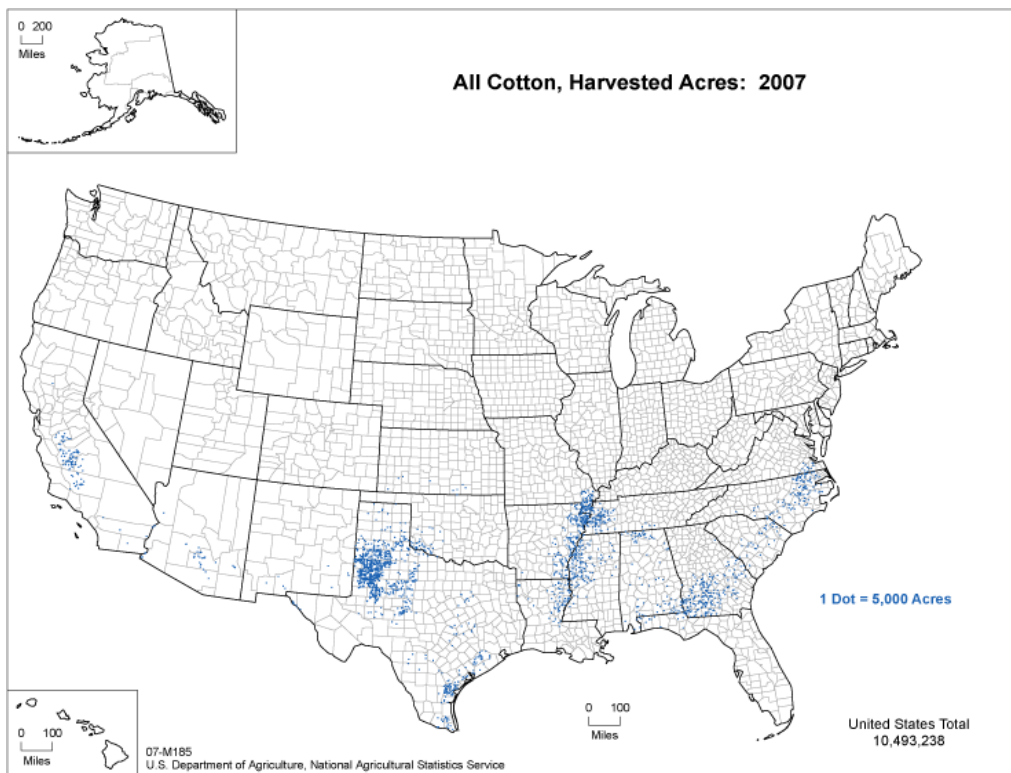 0 200
Miles
All Cotton, Harvested Acres: 2007
1 Dot = 5,000 Acres
0 100
Miles
0 100
Miles
07-M185
U.S. Department of Agriculture, National Agricultural Statistics Service
United States Total
10,493,238